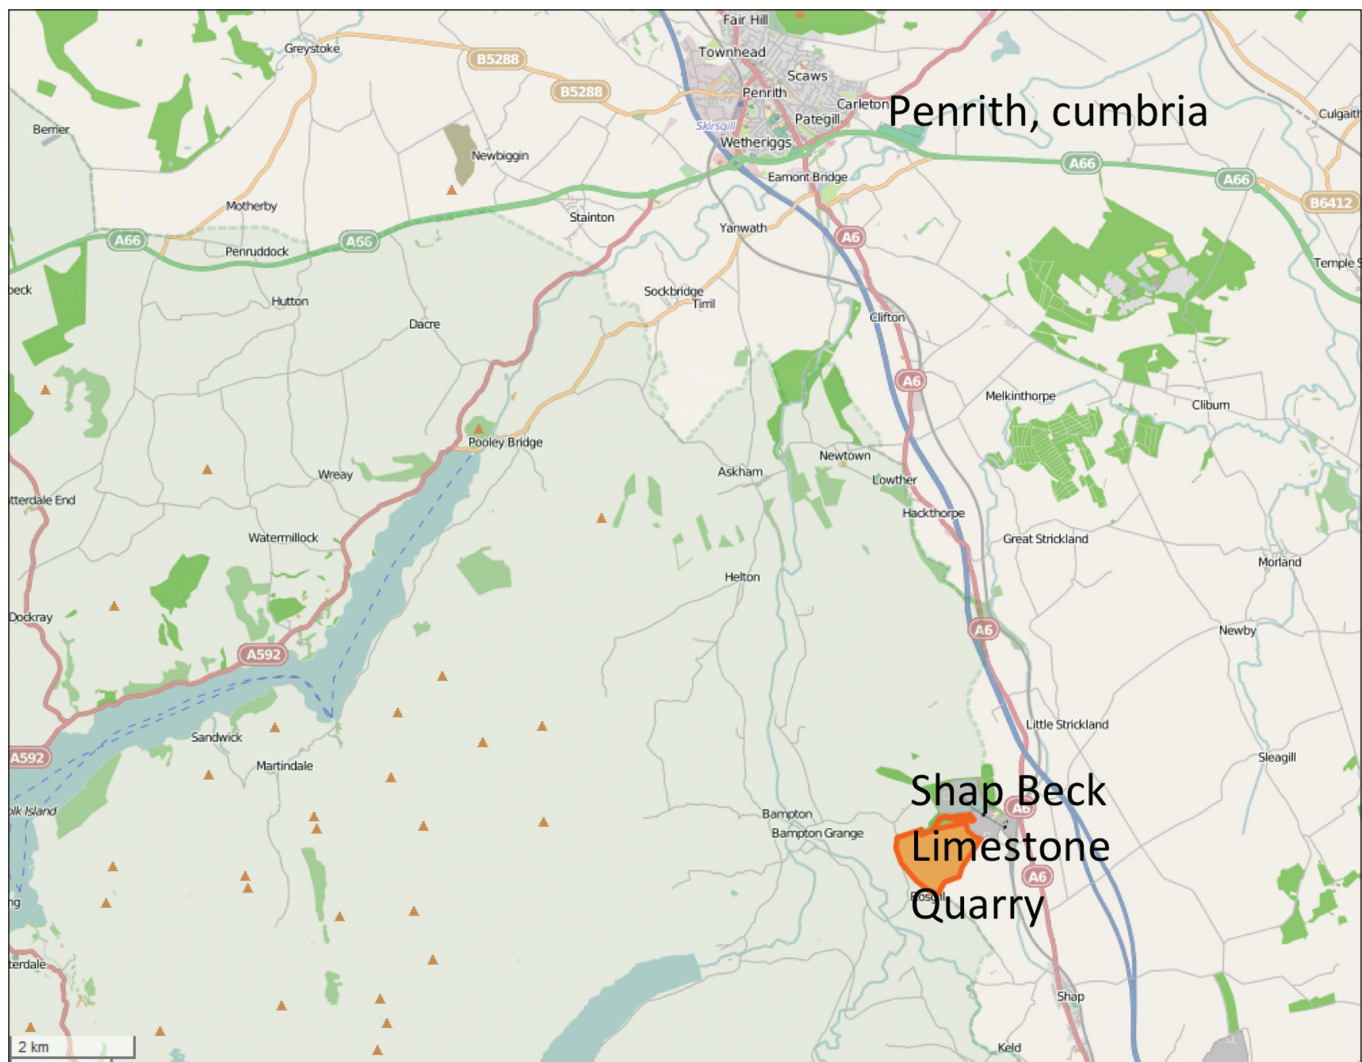 Fair Hill
Greystoke
Townhead
B5288
Scaws
B5288
Penrith
Carleton
Penrith, cumbria
Pategill
Culgaith
Skirsgill
Berrier
Wetheriggs
Newbiggin
A66
Eamont Bridge
A66
Motherby
B6412
Stainton
Yanwath
A6
A66
A66
Penruddock
Temple S
beck
Sockbridge
Hutton
Tirril
Clifton
Dacre
A6
Melkinthorpe
Cliburn
Pooley Bridge
Newtown
Askham
Wreay
Lowther
tterdale End
Hackthorpe
Watermillock
Great Strickland
Morland
Helton
Dockray
A6
Newby
A592
Little Strickland
Sandwick
A592
Sleagill
Martindale
Shap Beck
A6
olk Island
Bampton
Bampton Grange
Limestone
A6
Rosgill
Quarry
ng
terdale
Shap
2 km
Keld